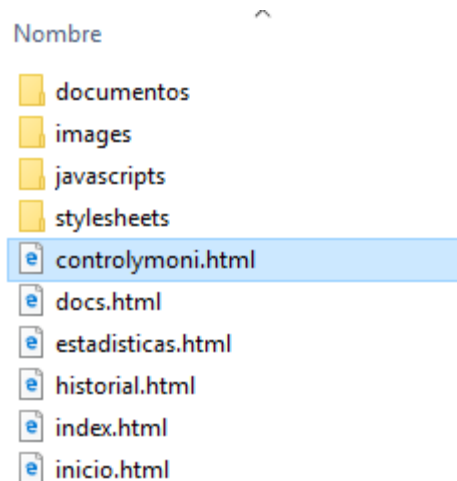 Nombre
documentos
images
javascripts
stylesheets
controlymoni.html
docs.html
estadisticas.html
historial.html
index.html
inicio.html